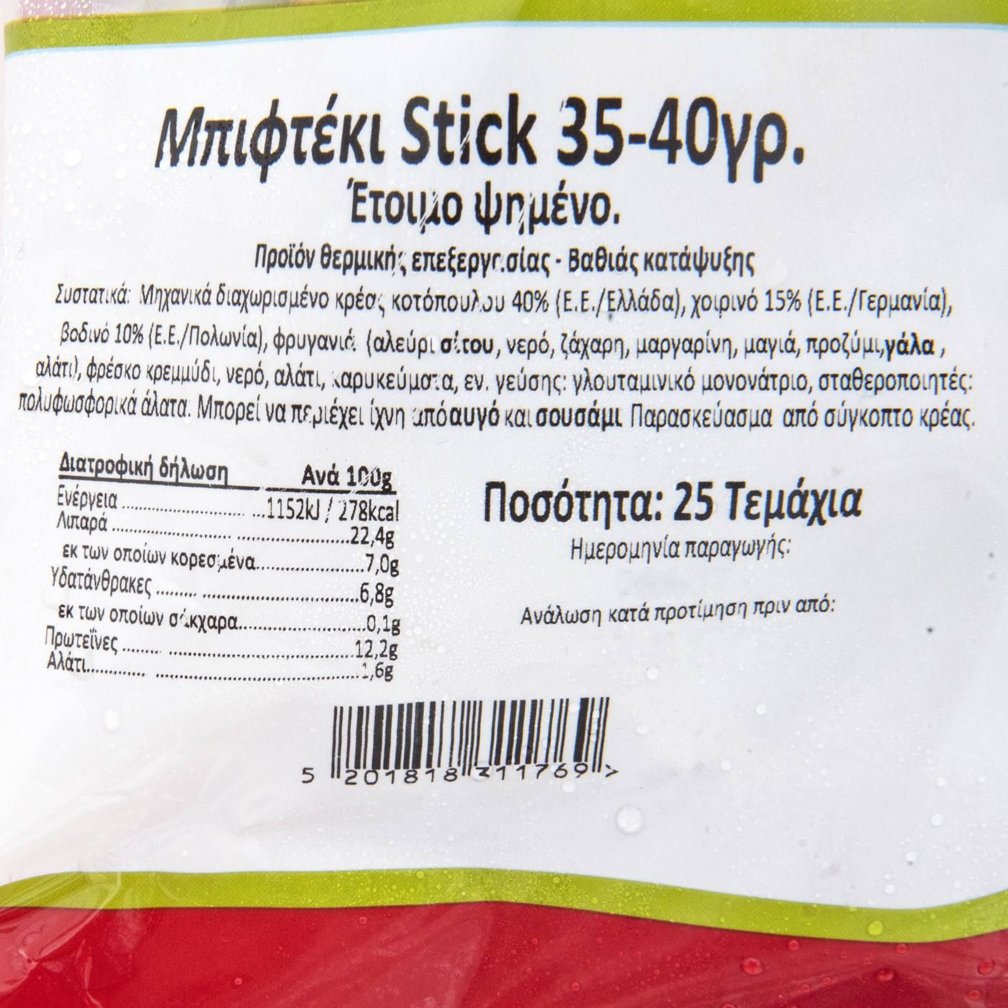 Μπιφτέκι Stick 35-40γρ.
Έτοιμο ψημένο.
Προϊόν θερμικής επεξεργασίας - Βαθιάς κατάψυξης
Συστατικά: Μηχανικά διαχωρισμένο κρέας κοτόπουλου 40% (Ε.Ε./Ελλάδα), χοιρινό 15% (Ε.Ε./Γερμανία),
βοδινό 10% (Ε.Ε./Πολωνία), φρυγανιά (αλεύρι σίτου, νερό, ζάχαρη, μαργαρίνη, μαγιά, προζύμι,γάλα ,
αλάτι), φρέσκο κρεμμύδι, νερό, αλάτι, καρυκεύματα, εν. γεύσης: γλουταμινικό μονονάτριο, σταθεροποιητές:
πολυφωσφορικά άλατα. Μπορεί να περιέχει ίχνη από αυγό και σουσάμι. Παρασκεύασμα από σύγκοπτο κρέας.
Διατροφική δήλωση Ανά 100g
Ενέργεια ........................1152kJ / 278kcal
Λιπαρά ........................22,4g
εκ των οποίων κορεσμένα........................7,0g
Υδατάνθρακες ........................6,8g
εκ των οποίων σάκχαρα........................0,1g
Πρωτεΐνες ........................12,2g
Αλάτι........................1,6g
Ποσότητα: 25 Τεμάχια
Ημερομηνία παραγωγής:
Ανάλωση κατά προτίμηση πριν από:
5 201818 311769 >